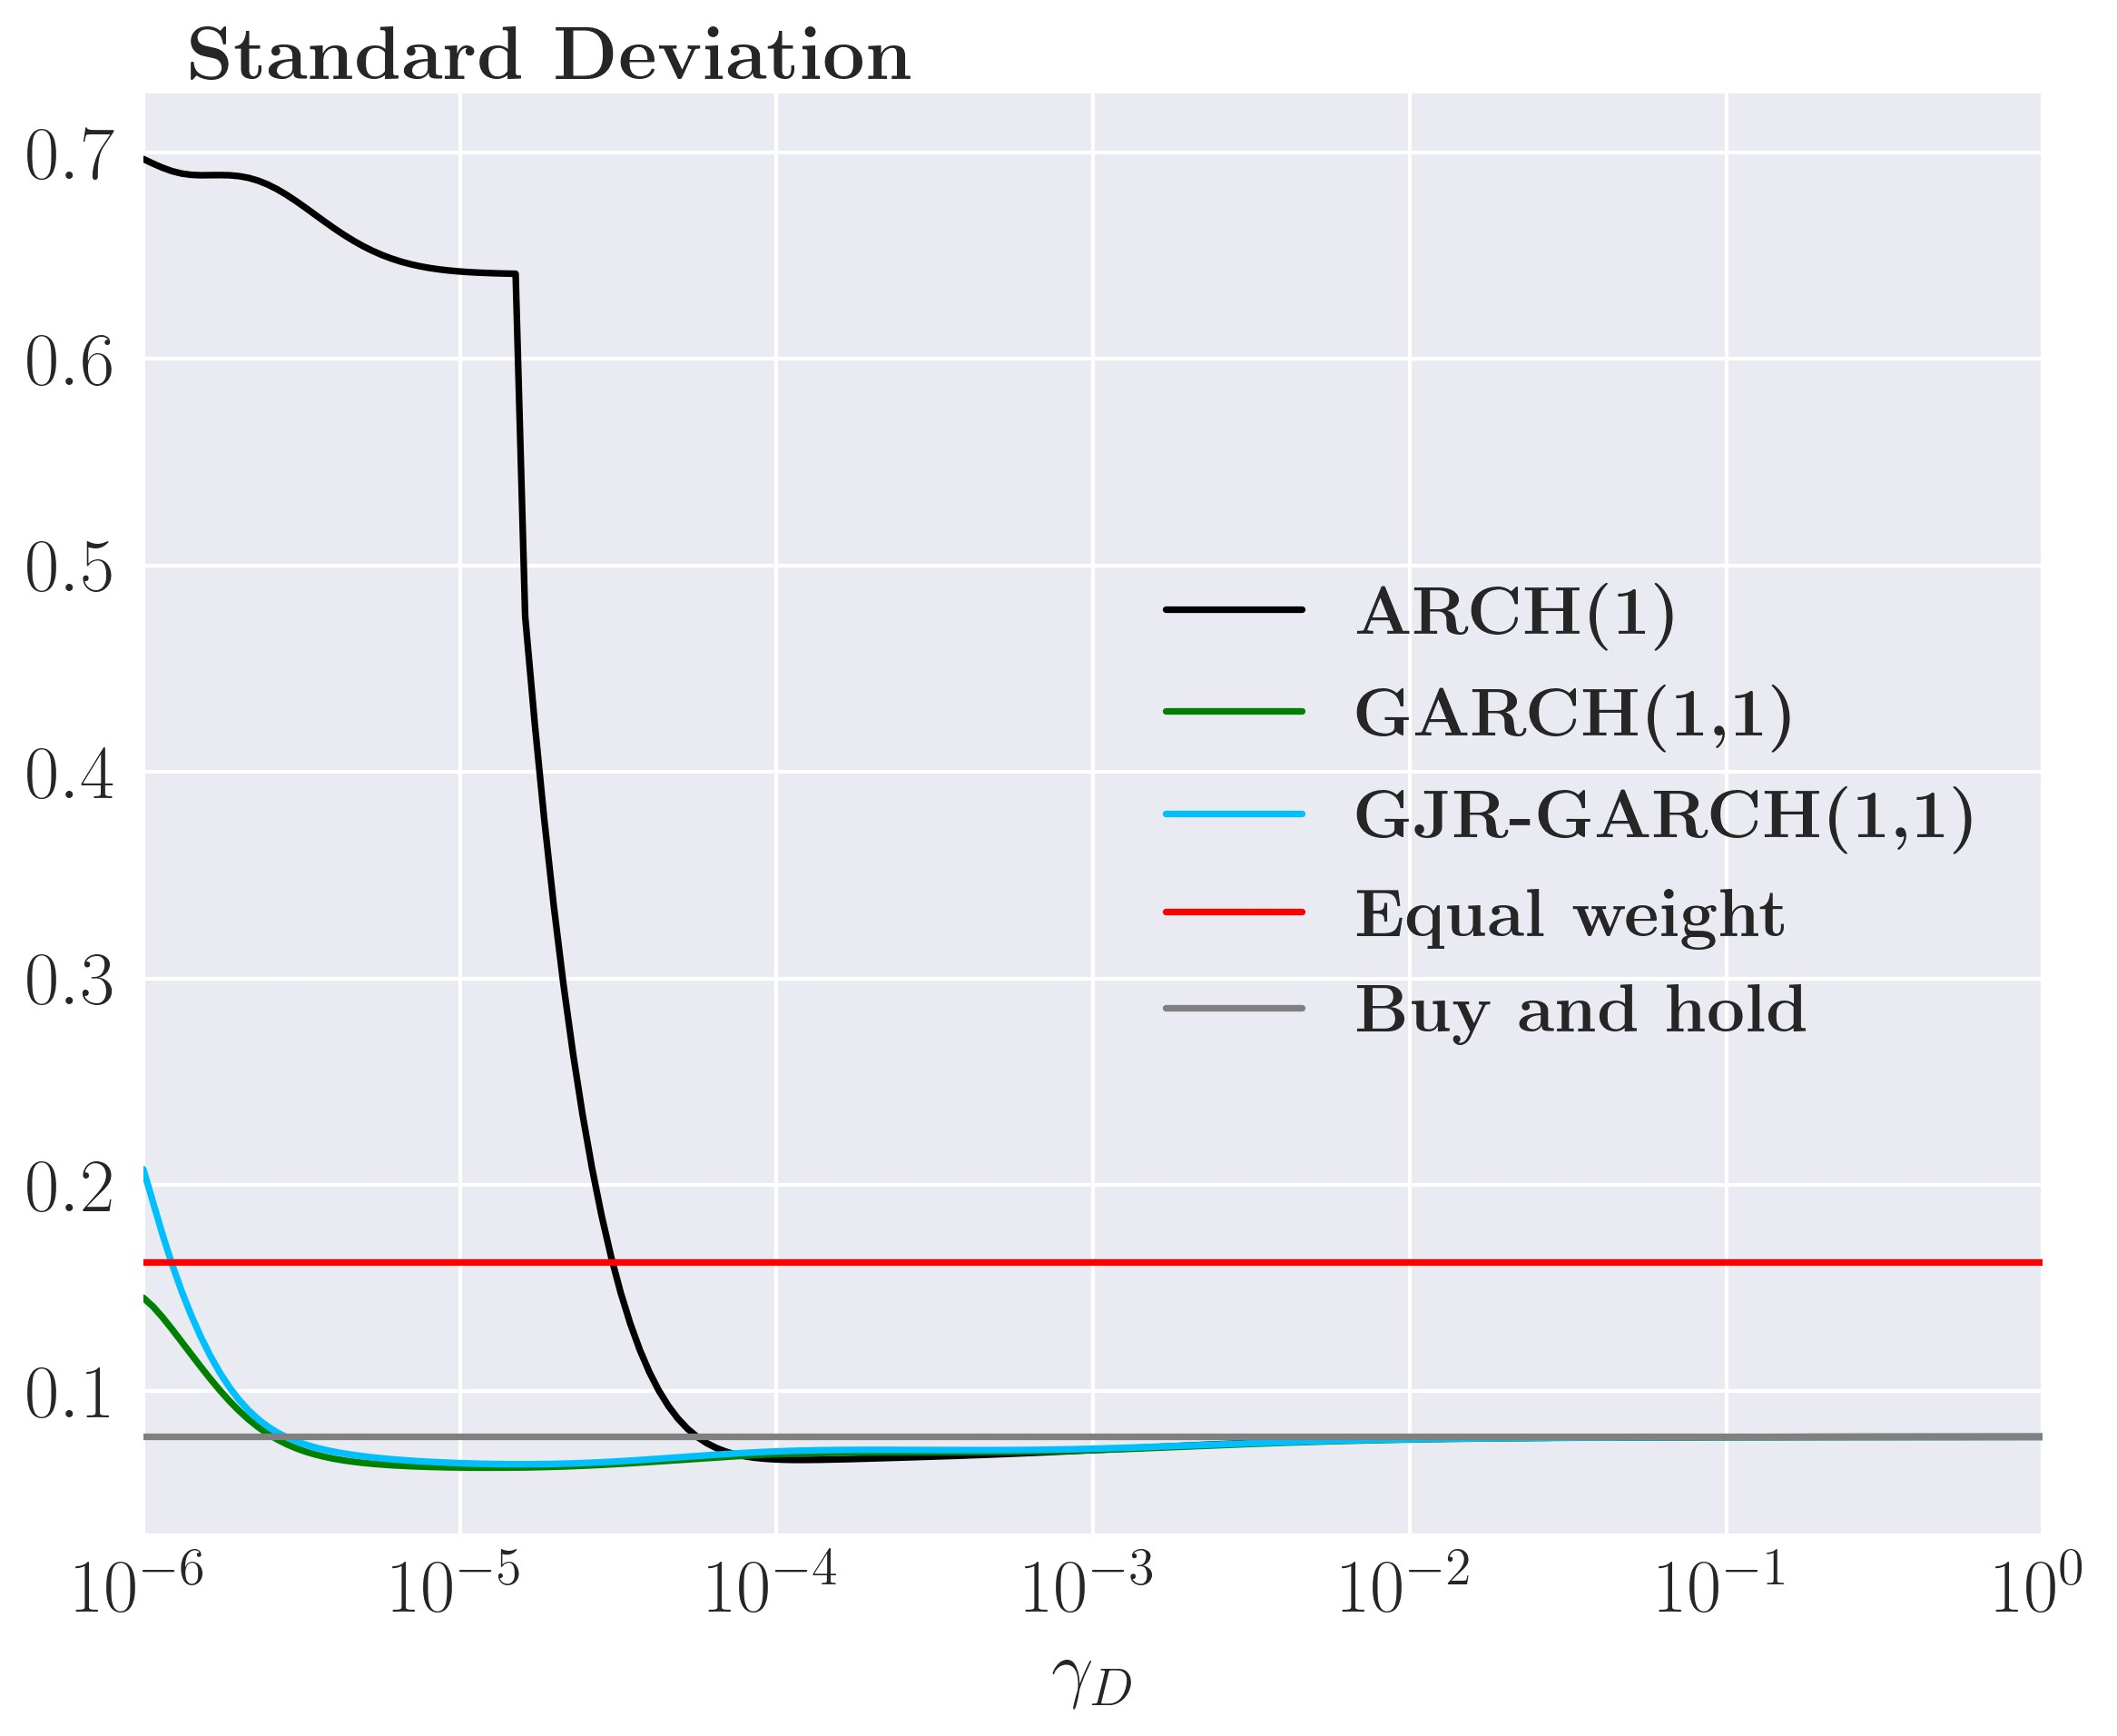 Standard Deviation
0.7
0.6
0.5
0.4
0.3
0.2
0.1
ARCH(1)
GARCH(1,1)
GJR-GARCH(1,1)
Equal weight
Buy and hold
10⁻⁶ 10⁻⁵ 10⁻⁴ 10⁻³ 10⁻² 10⁻¹ 10⁰
γ_D